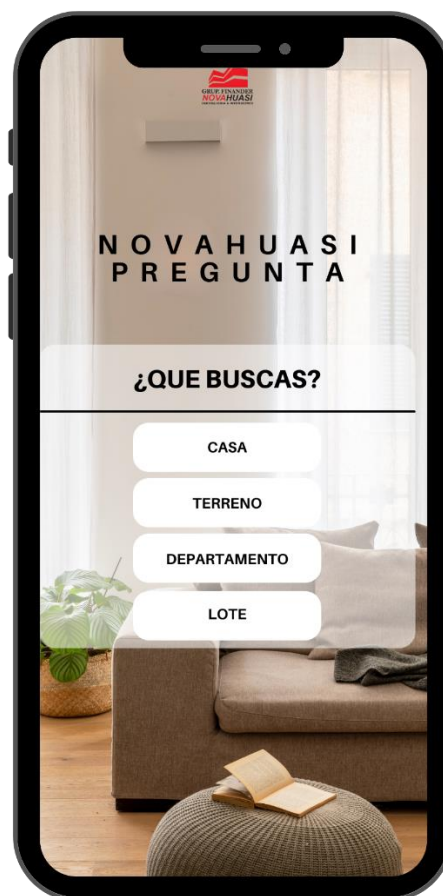 GRUP. FINANDER
NOVAHUASI
NOVAHUASI
PREGUNTA
¿QUE BUSCAS?
CASA
TERRENO
DEPARTAMENTO
LOTE